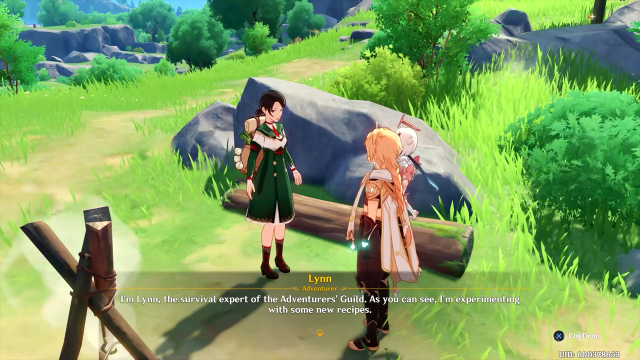 Lynn
Adventurer
I'm Lynn, the survival expert of the Adventurers' Guild. As you can see, I'm experimenting
with some new recipes.
Confirm